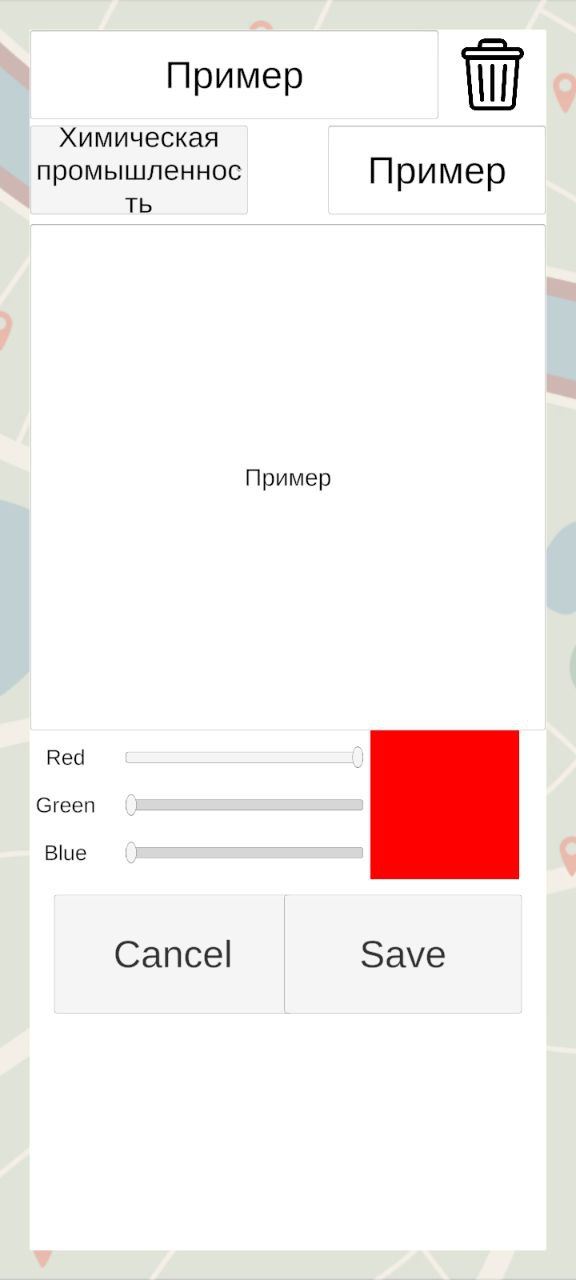 Пример
Химическая
промышленнос
ть
Пример
Пример
Red
Green
Blue
Cancel
Save